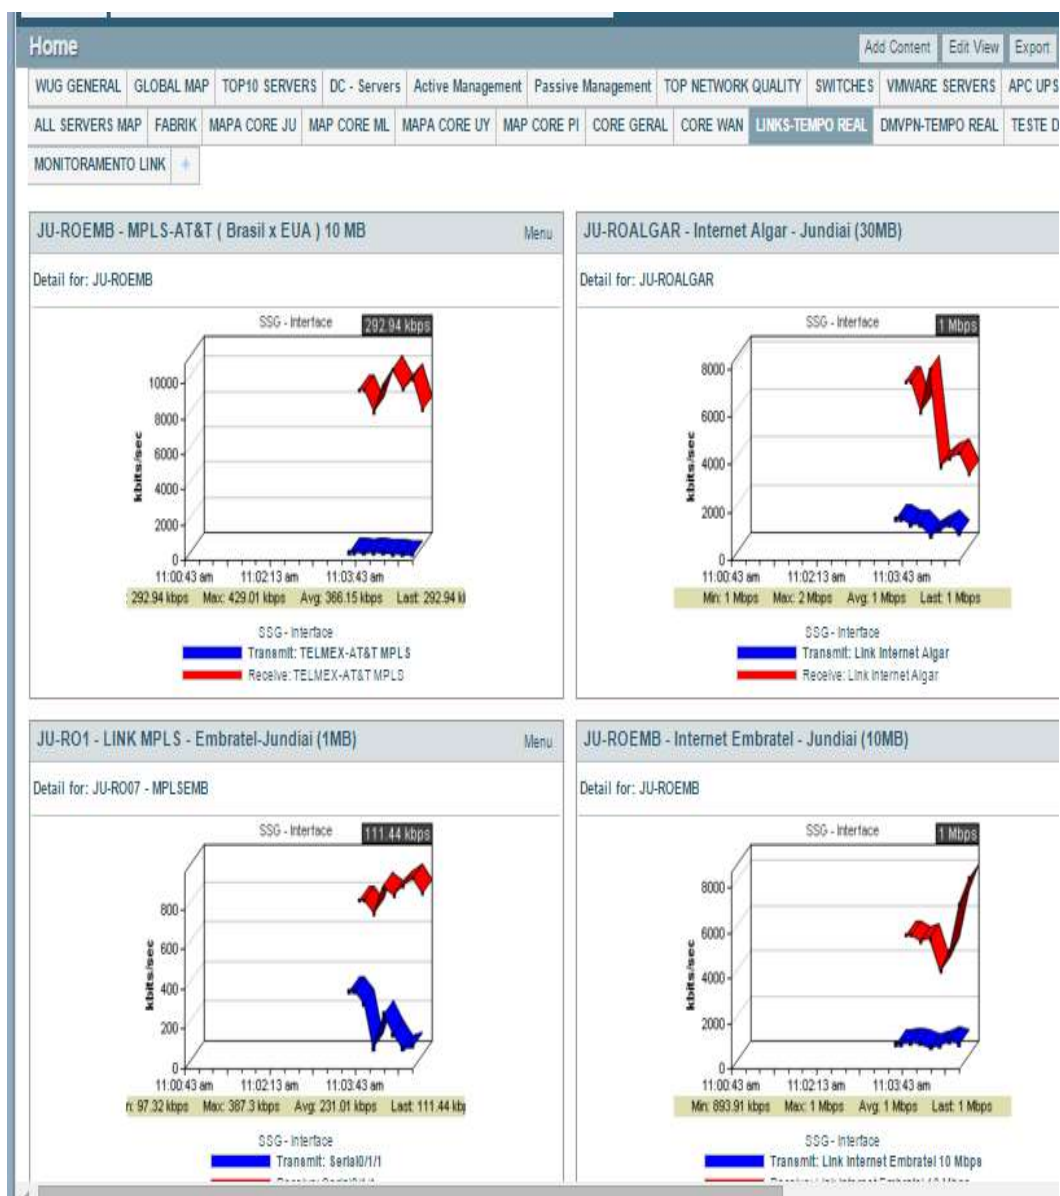 Home
Add Content Edit View Export
WUG GENERAL GLOBAL MAP TOP10 SERVERS DC - Servers Active Management Passive Management TOP NETWORK QUALITY SWITCHES VMWARE SERVERS APC UPS
ALL SERVERS MAP FABRIK MAPA CORE JU MAP CORE ML MAPA CORE UY MAP CORE PI CORE GERAL CORE WAN LINKS-TEMPO REAL DMVPN-TEMPO REAL TESTE D
MONITORAMENTO LINK +
JU-ROEMB - MPLS-AT&T ( Brasil x EUA ) 10 MB Menu
Detail for: JU-ROEMB
SSG - Interface 292.94 kbps
10000
8000
6000
4000
2000
0
kbits/sec
11:00:43 am 11:02:13 am 11:03:43 am
: 292.94 kbps Max: 429.01 kbps Avg: 366.15 kbps Last: 292.94 kl
SSG - Interface
Transmit: TELMEX-AT&T MPLS
Receive: TELMEX-AT&T MPLS
JU-ROALGAR - Internet Algar - Jundiai (30MB)
Detail for: JU-ROALGAR
SSG - Interface 1 Mbps
8000
6000
4000
2000
0
kbits/sec
11:00:43 am 11:02:13 am 11:03:43 am
Min: 1 Mbps Max: 2 Mbps Avg: 1 Mbps Last: 1 Mbps
SSG - Interface
Transmit: Link Internet Algar
Receive: Link Internet Algar
JU-RO1 - LINK MPLS - Embratel-Jundiai (1MB) Menu
Detail for: JU-RO07 - MPLSEMB
SSG - Interface 111.44 kbps
800
600
400
200
0
kbits/sec
11:00:43 am 11:02:13 am 11:03:43 am
n: 97.32 kbps Max: 387.3 kbps Avg: 231.01 kbps Last: 111.44 kbp
SSG - Interface
Transmit: Serial0/1/1
JU-ROEMB - Internet Embratel - Jundiai (10MB)
Detail for: JU-ROEMB
SSG - Interface 1 Mbps
8000
6000
4000
2000
0
kbits/sec
11:00:43 am 11:02:13 am 11:03:43 am
Min: 893.91 kbps Max: 1 Mbps Avg: 1 Mbps Last: 1 Mbps
SSG - Interface
Transmit: Link Internet Embratel 10 Mbps